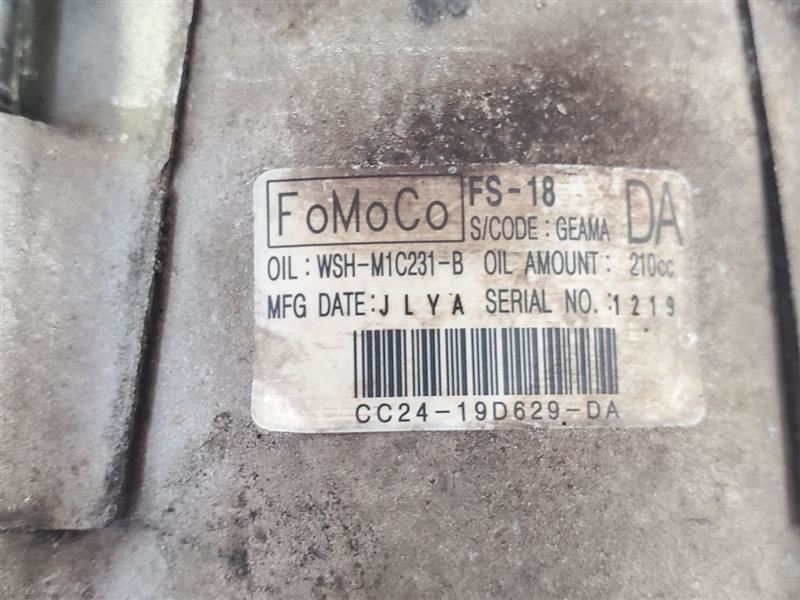 FoMoCo FS-18 DA
S/CODE : GEAMA
OIL : WSH-M1C231-B OIL AMOUNT : 210cc
MFG DATE: JLYA SERIAL NO. : 1219
CC24-19D629-DA